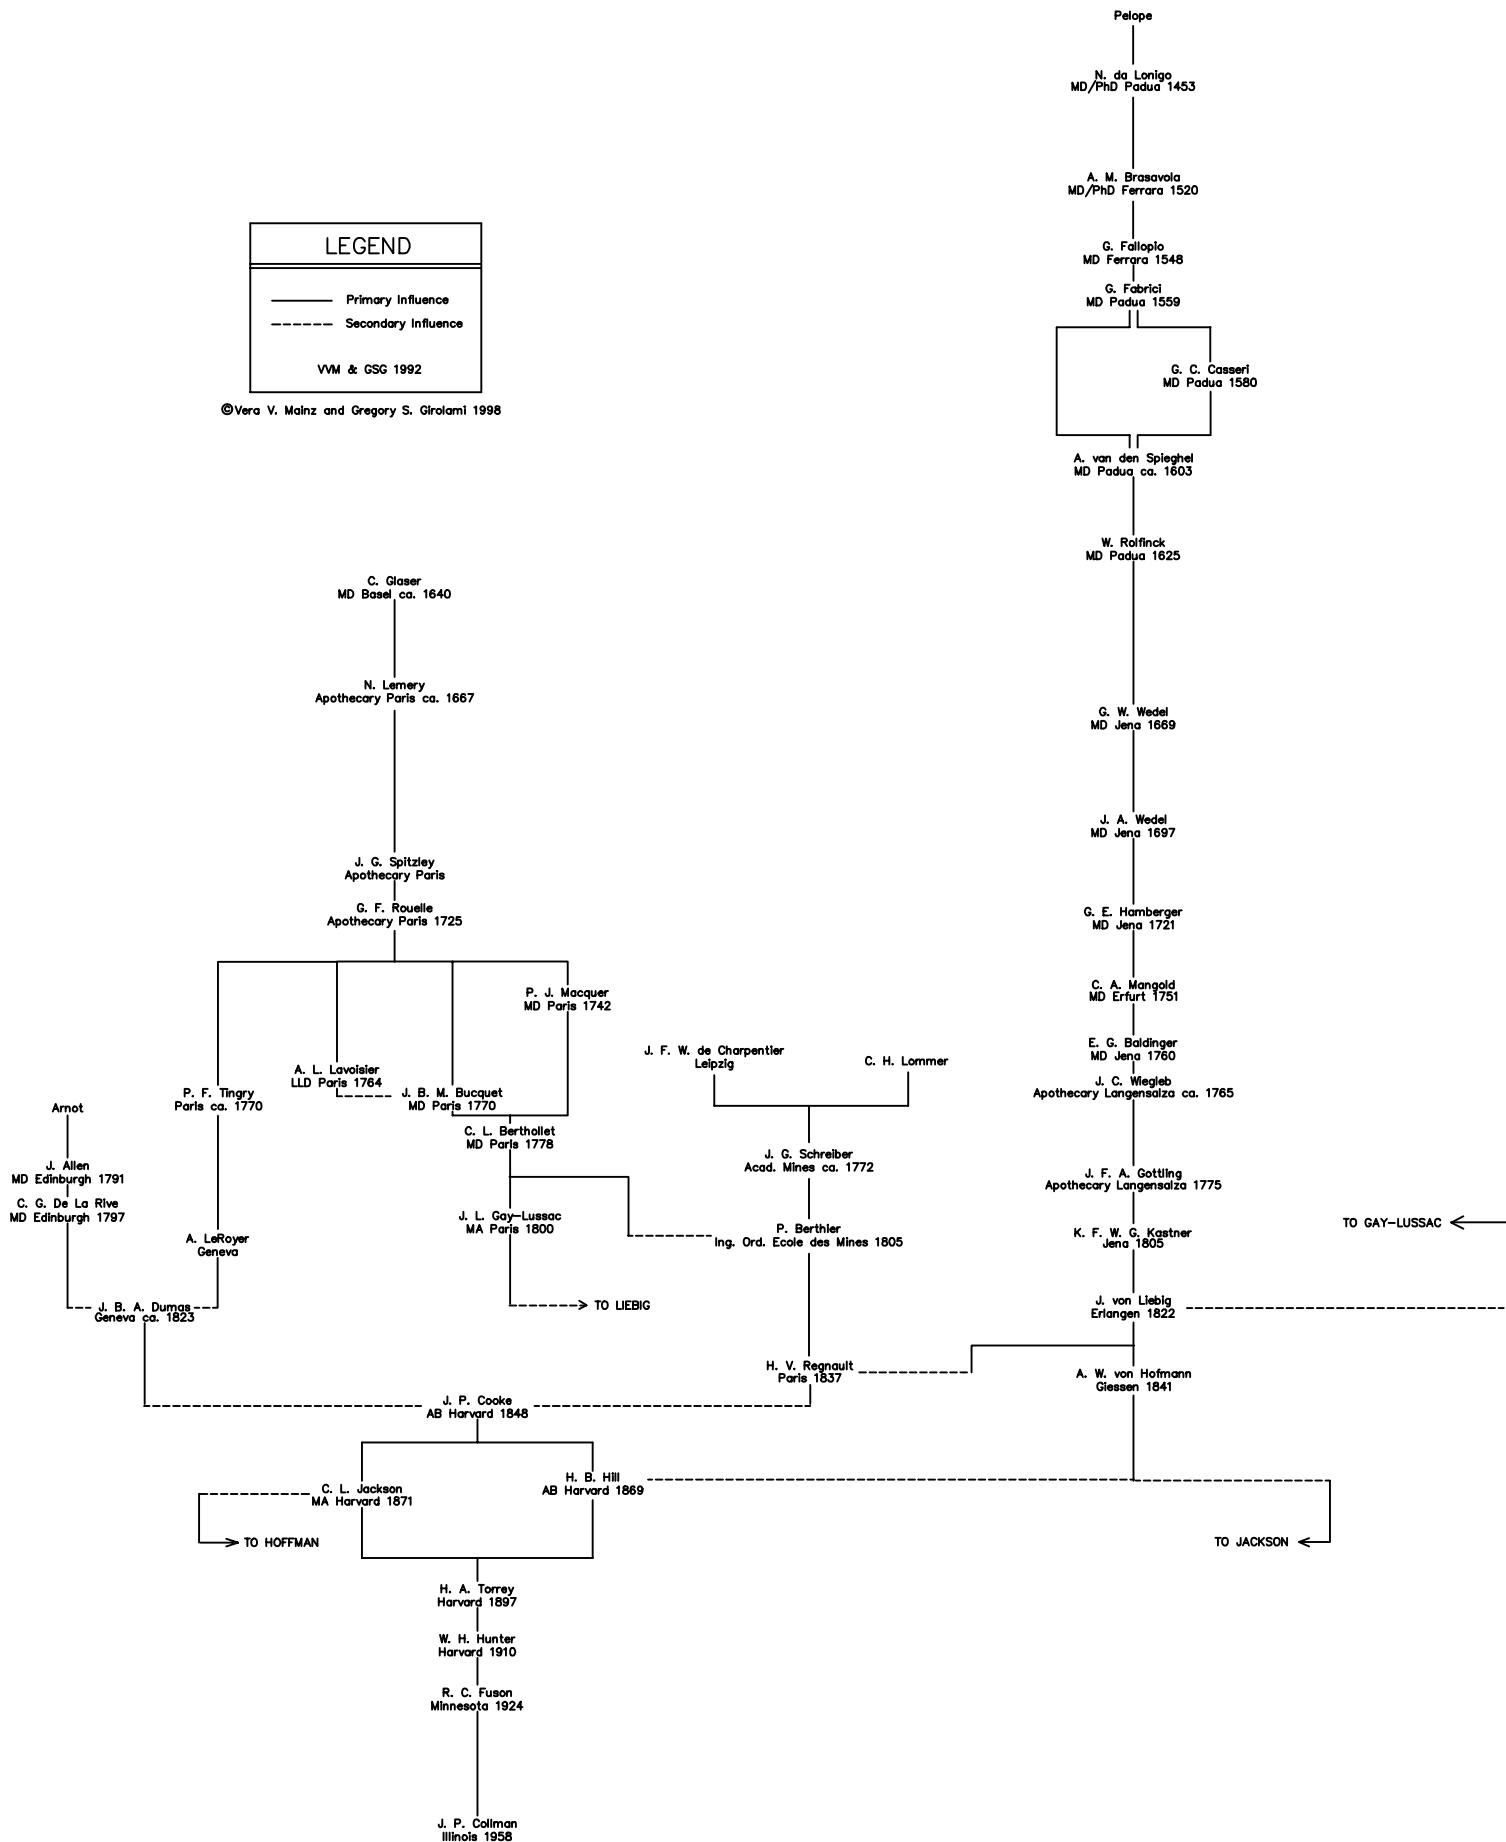 Pelope
N. da Lonigo
MD/PhD Padua 1453
A. M. Brasavola
MD/PhD Ferrara 1520
G. Fallopio
MD Ferrara 1548
G. Fabrici
MD Padua 1559
G. C. Casseri
MD Padua 1580
A. van den Spieghel
MD Padua ca. 1603
W. Rolfinck
MD Padua 1625
G. W. Wedel
MD Jena 1669
J. A. Wedel
MD Jena 1697
G. E. Hamberger
MD Jena 1721
C. A. Mangold
MD Erfurt 1751
E. G. Baldinger
MD Jena 1760
J. C. Wiegleb
Apothecary Langensalza ca. 1765
J. F. A. Gottling
Apothecary Langensalza 1775
K. F. W. G. Kastner
Jena 1805
TO GAY-LUSSAC
J. von Liebig
Erlangen 1822
A. W. von Hofmann
Giessen 1841
TO JACKSON
LEGEND
Primary Influence
Secondary Influence
VVM & GSG 1992
©Vera V. Mainz and Gregory S. Girolami 1998
C. Glaser
MD Basel ca. 1640
N. Lemery
Apothecary Paris ca. 1667
J. G. Spitzley
Apothecary Paris
G. F. Rouelle
Apothecary Paris 1725
P. J. Macquer
MD Paris 1742
A. L. Lavoisier
LLD Paris 1764
P. F. Tingry
Paris ca. 1770
J. B. M. Bucquet
MD Paris 1770
C. L. Berthollet
MD Paris 1778
J. L. Gay-Lussac
MA Paris 1800
TO LIEBIG
J. F. W. de Charpentier
Leipzig
C. H. Lommer
J. G. Schreiber
Acad. Mines ca. 1772
P. Berthier
Ing. Ord. Ecole des Mines 1805
H. V. Regnault
Paris 1837
Arnot
J. Allen
MD Edinburgh 1791
C. G. De La Rive
MD Edinburgh 1797
A. LeRoyer
Geneva
J. B. A. Dumas
Geneva ca. 1823
J. P. Cooke
AB Harvard 1848
C. L. Jackson
MA Harvard 1871
H. B. Hill
AB Harvard 1869
TO HOFFMAN
H. A. Torrey
Harvard 1897
W. H. Hunter
Harvard 1910
R. C. Fuson
Minnesota 1924
J. P. Collman
Illinois 1958